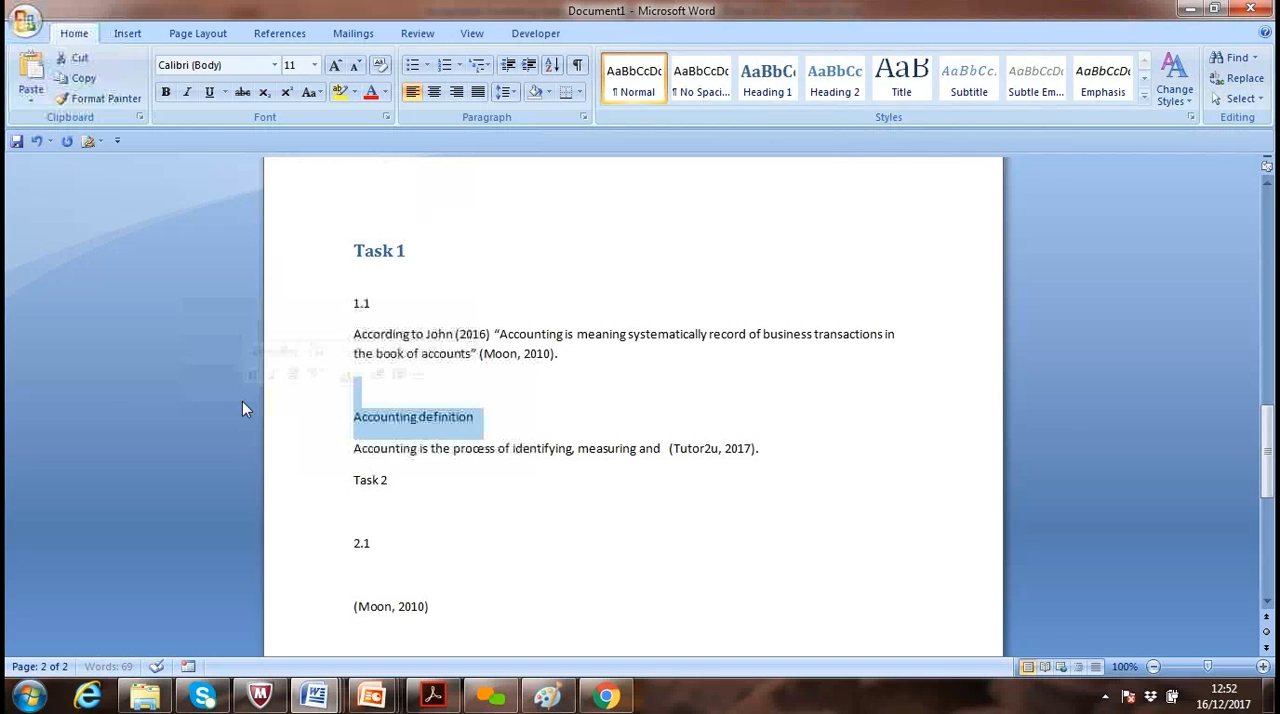 Document1 - Microsoft Word
Home Insert Page Layout References Mailings Review View Developer
Cut
Copy
Format Painter
Paste
Calibri (Body) 11
B I U abc X₂ X² Aa A
A A
AaBbCcDc AaBbCcDc AaBbC AaBbCc AaB AaBbCc. AaBbCcDc AaBbCcDc
¶ Normal ¶ No Spaci... Heading 1 Heading 2 Title Subtitle Subtle Em... Emphasis
Change
Styles
Find
Replace
Select
Clipboard Font Paragraph Styles Editing
Task 1
1.1
According to John (2016) “Accounting is meaning systematically record of business transactions in
the book of accounts” (Moon, 2010).
Accounting definition
Accounting is the process of identifying, measuring and (Tutor2u, 2017).
Task 2
2.1
(Moon, 2010)
Page: 2 of 2 Words: 69 100%
12:52
16/12/2017